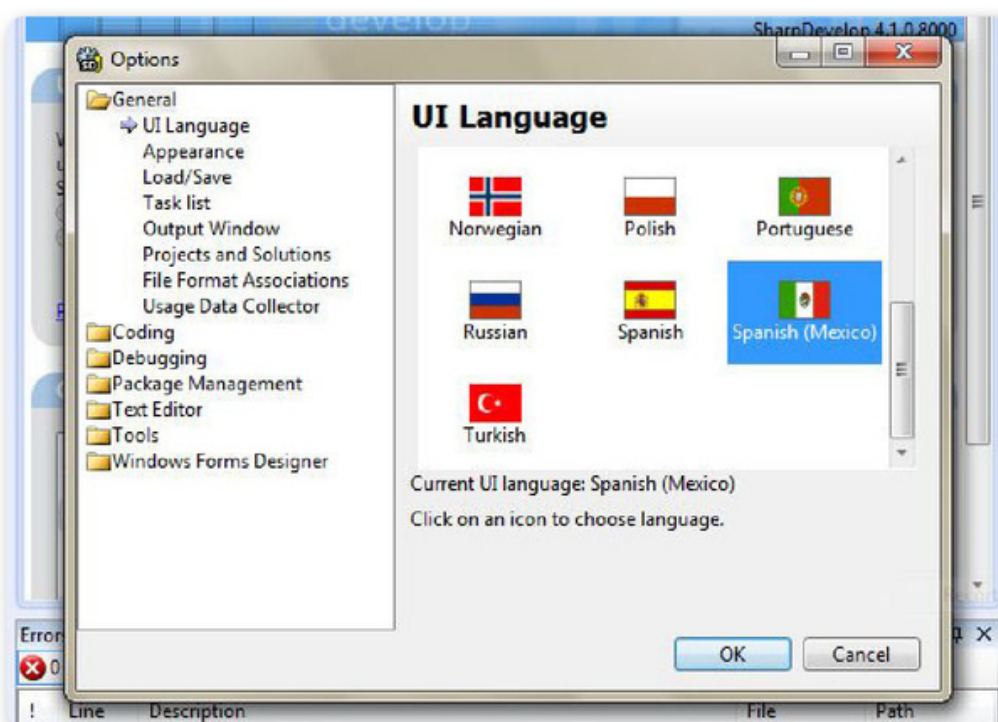 develop
SharpDevelop 4.1.0.8000
Options
General
UI Language
Appearance
Load/Save
Task list
Output Window
Projects and Solutions
File Format Associations
Usage Data Collector
Coding
Debugging
Package Management
Text Editor
Tools
Windows Forms Designer
UI Language
Norwegian
Polish
Portuguese
Russian
Spanish
Spanish (Mexico)
Turkish
Current UI language: Spanish (Mexico)
Click on an icon to choose language.
OK
Cancel
0
! Line Description File Path